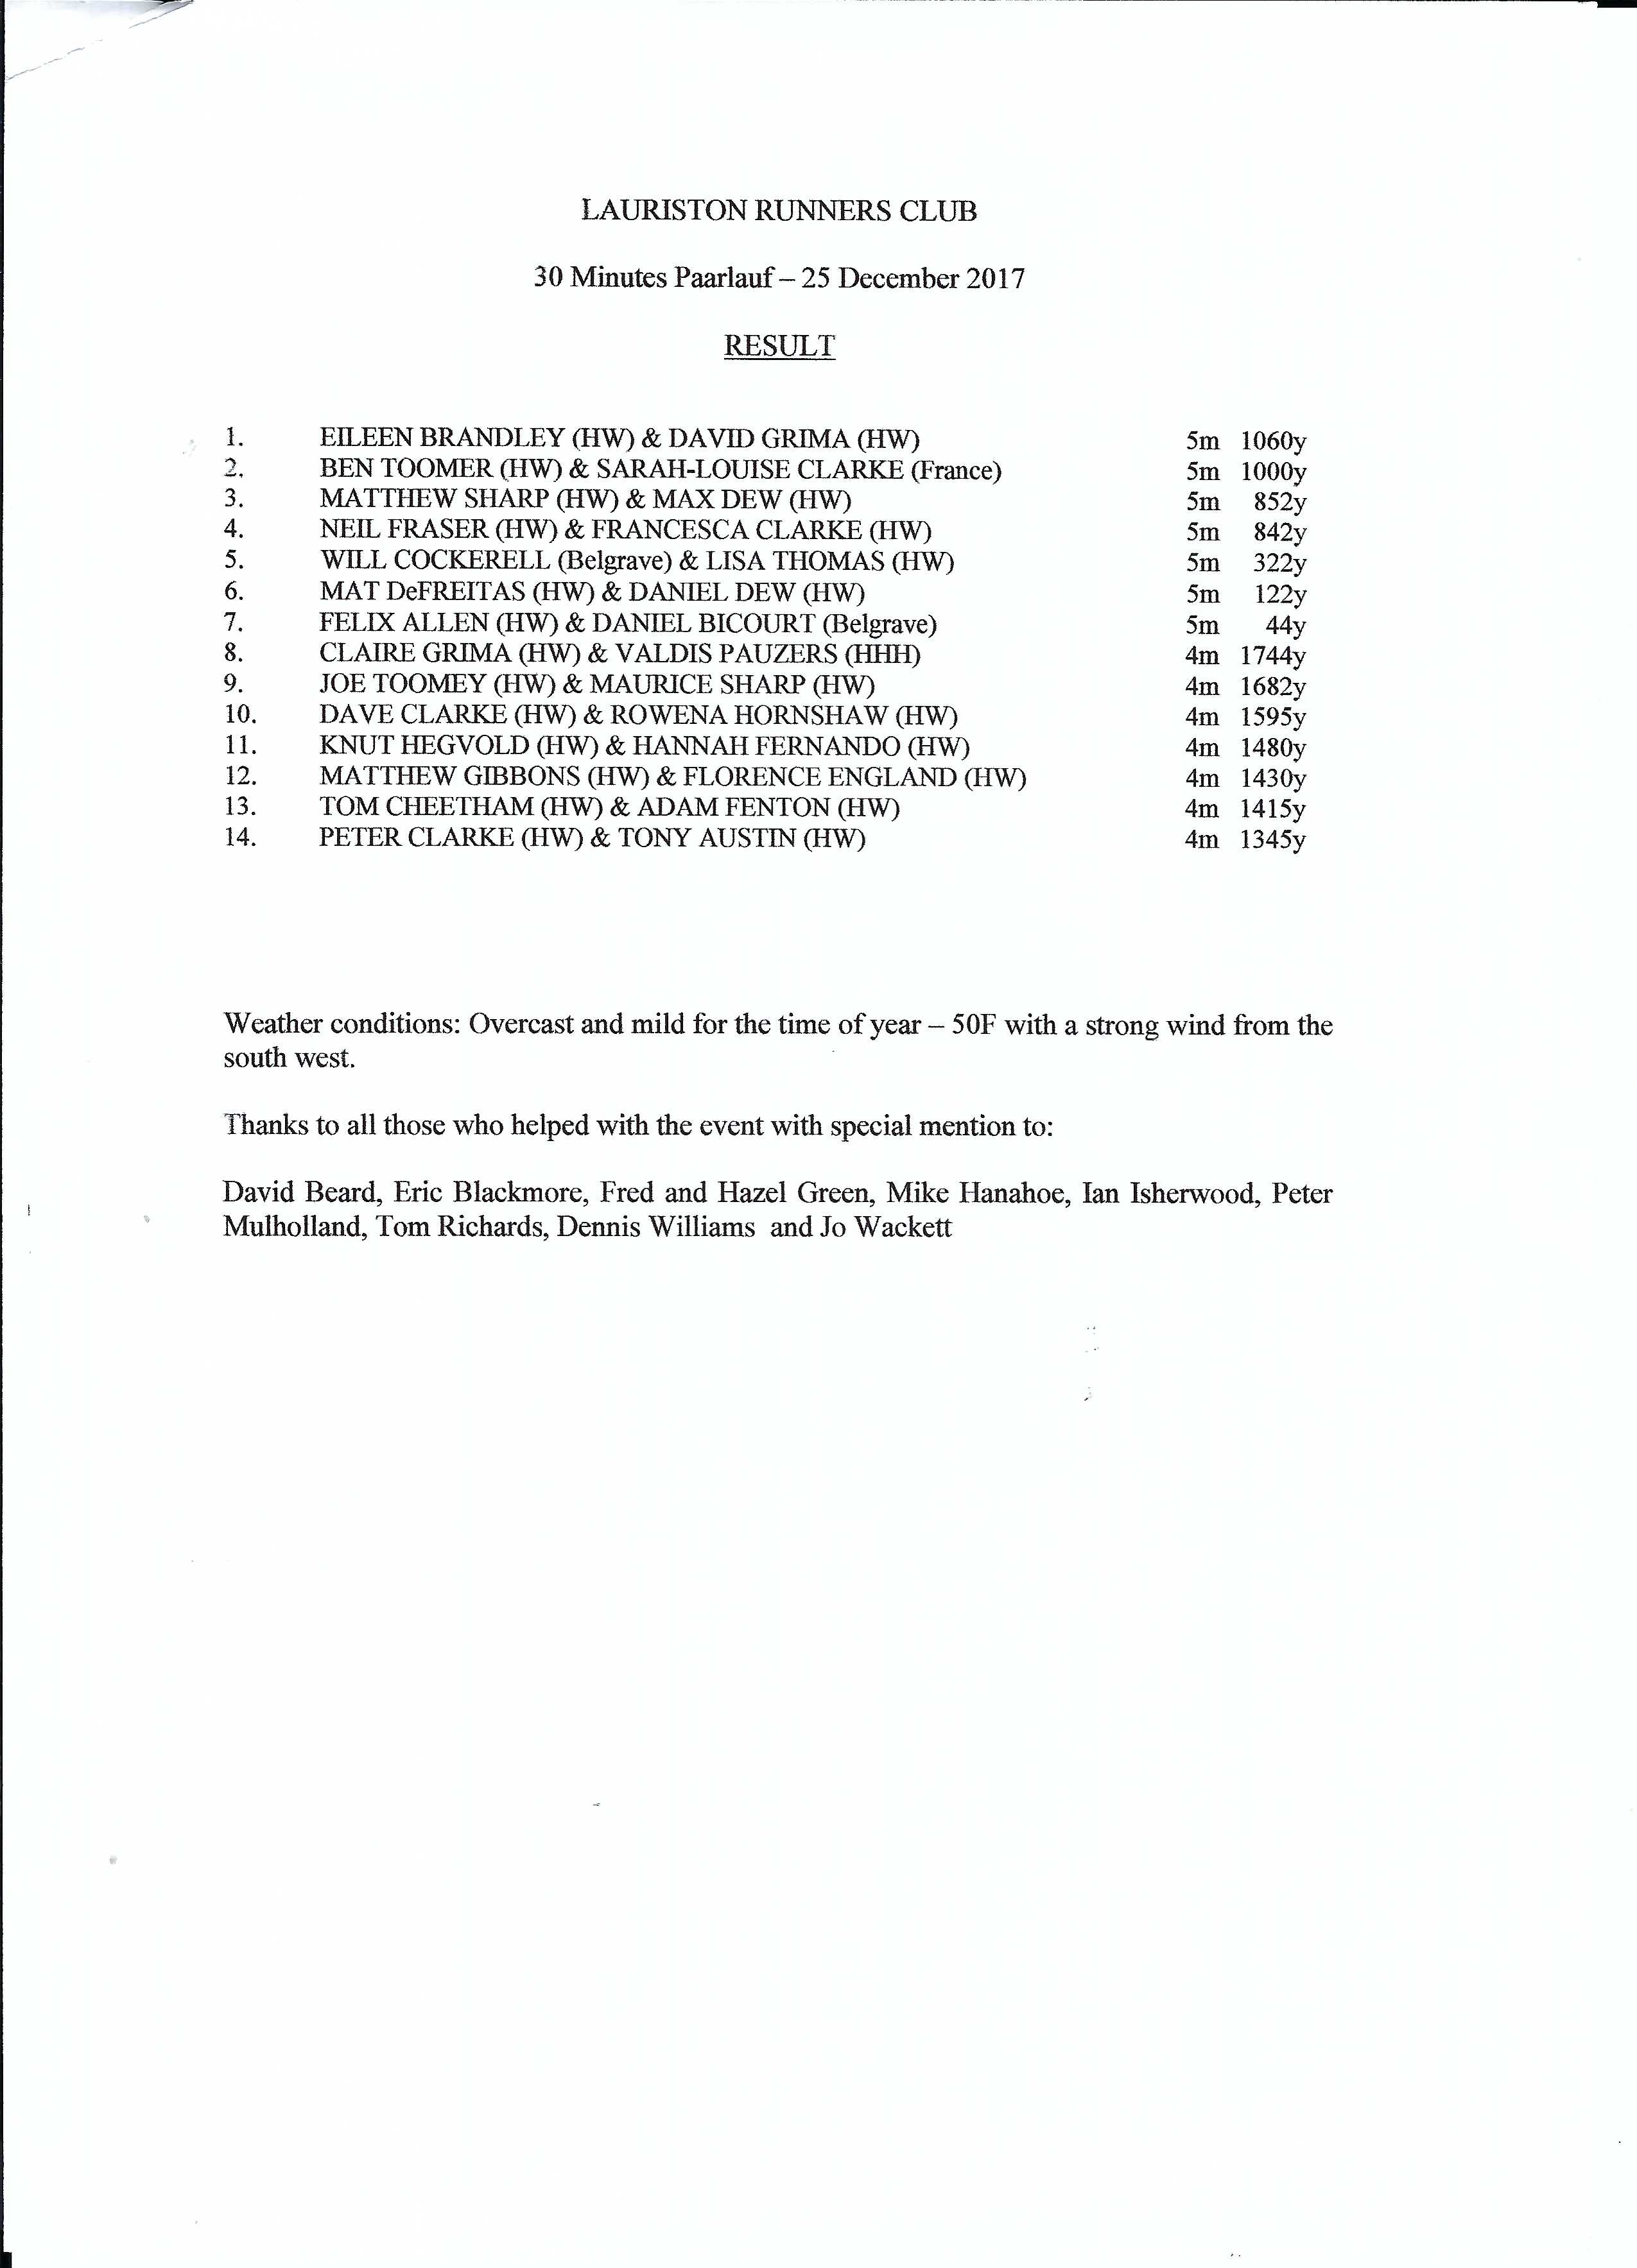 LAURISTON RUNNERS CLUB
30 Minutes Paarlauf – 25 December 2017
RESULT
1. EILEEN BRANDLEY (HW) & DAVID GRIMA (HW) 5m 1060y
2. BEN TOOMER (HW) & SARAH-LOUISE CLARKE (France) 5m 1000y
3. MATTHEW SHARP (HW) & MAX DEW (HW) 5m 852y
4. NEIL FRASER (HW) & FRANCESCA CLARKE (HW) 5m 842y
5. WILL COCKERELL (Belgrave) & LISA THOMAS (HW) 5m 322y
6. MAT DeFREITAS (HW) & DANIEL DEW (HW) 5m 122y
7. FELIX ALLEN (HW) & DANIEL BICOURT (Belgrave) 5m 44y
8. CLAIRE GRIMA (HW) & VALDIS PAUZERS (HHH) 4m 1744y
9. JOE TOOMEY (HW) & MAURICE SHARP (HW) 4m 1682y
10. DAVE CLARKE (HW) & ROWENA HORNSHAW (HW) 4m 1595y
11. KNUT HEGVOLD (HW) & HANNAH FERNANDO (HW) 4m 1480y
12. MATTHEW GIBBONS (HW) & FLORENCE ENGLAND (HW) 4m 1430y
13. TOM CHEETHAM (HW) & ADAM FENTON (HW) 4m 1415y
14. PETER CLARKE (HW) & TONY AUSTIN (HW) 4m 1345y
Weather conditions: Overcast and mild for the time of year – 50F with a strong wind from the
south west.
Thanks to all those who helped with the event with special mention to:
David Beard, Eric Blackmore, Fred and Hazel Green, Mike Hanahoe, Ian Isherwood, Peter
Mulholland, Tom Richards, Dennis Williams and Jo Wackett